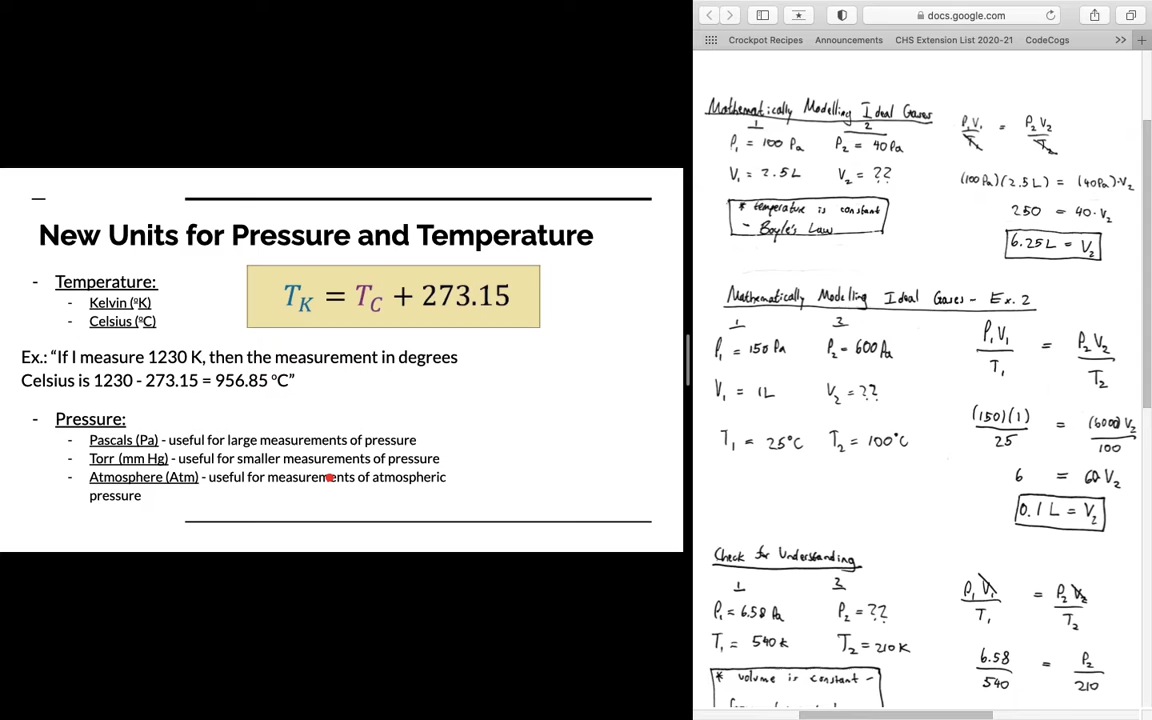 New Units for Pressure and Temperature
- Temperature:
- Kelvin (ºK)
- Celsius (ºC)
T_K = T_C + 273.15
Ex.: “If I measure 1230 K, then the measurement in degrees
Celsius is 1230 - 273.15 = 956.85 ºC”
- Pressure:
- Pascals (Pa) - useful for large measurements of pressure
- Torr (mm Hg) - useful for smaller measurements of pressure
- Atmosphere (Atm) - useful for measurements of atmospheric
pressure
docs.google.com
Crockpot Recipes Announcements CHS Extension List 2020-21 CodeCogs >>
Mathematically Modelling Ideal Gases
1 2
P₁ = 100 Pa P₂ = 40 Pa
V₁ = 2.5 L V₂ = ??
* temperature is constant
- Boyle's Law
P₁V₁/T₁ = P₂V₂/T₂
(100 Pa)(2.5 L) = (40 Pa)·V₂
250 = 40·V₂
6.25 L = V₂
Mathematically Modelling Ideal Gases - Ex. 2
1 2
P₁ = 150 Pa P₂ = 600 Pa
V₁ = 1 L V₂ = ??
T₁ = 25°C T₂ = 100°C
P₁V₁/T₁ = P₂V₂/T₂
(150)(1)/25 = (6000)V₂/100
6 = 60·V₂
0.1 L = V₂
Check for Understanding
1 2
P₁ = 6.58 Pa P₂ = ??
T₁ = 540 K T₂ = 210 K
* volume is constant -
P₁V₁/T₁ = P₂V₂/T₂
6.58/540 = P₂/210